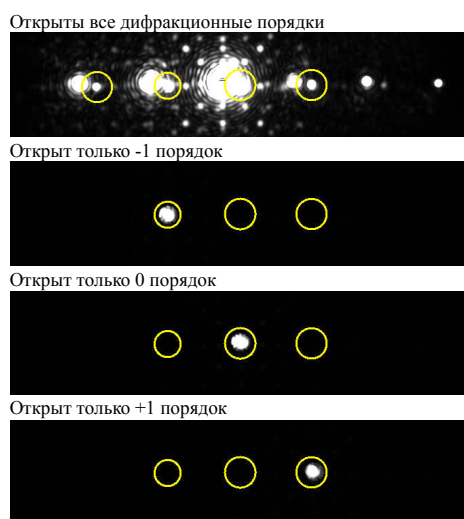 Открыты все дифракционные порядки
Открыт только -1 порядок
Открыт только 0 порядок
Открыт только +1 порядок